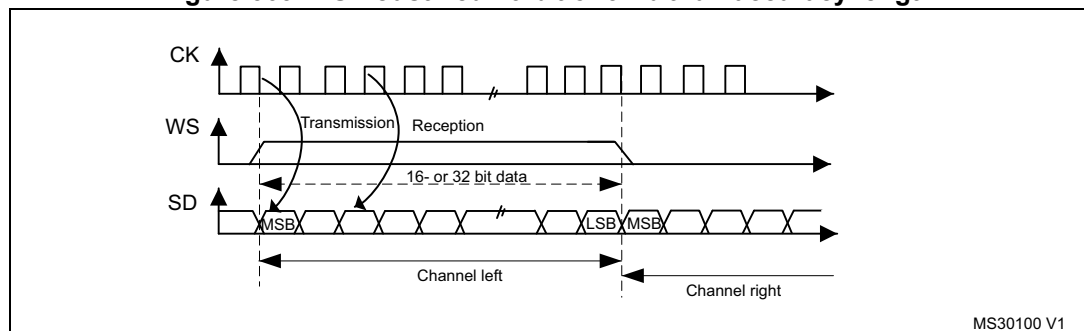 CK
WS
Transmission
Reception
16- or 32 bit data
SD
MSB
LSB
MSB
Channel left
Channel right
MS30100 V1